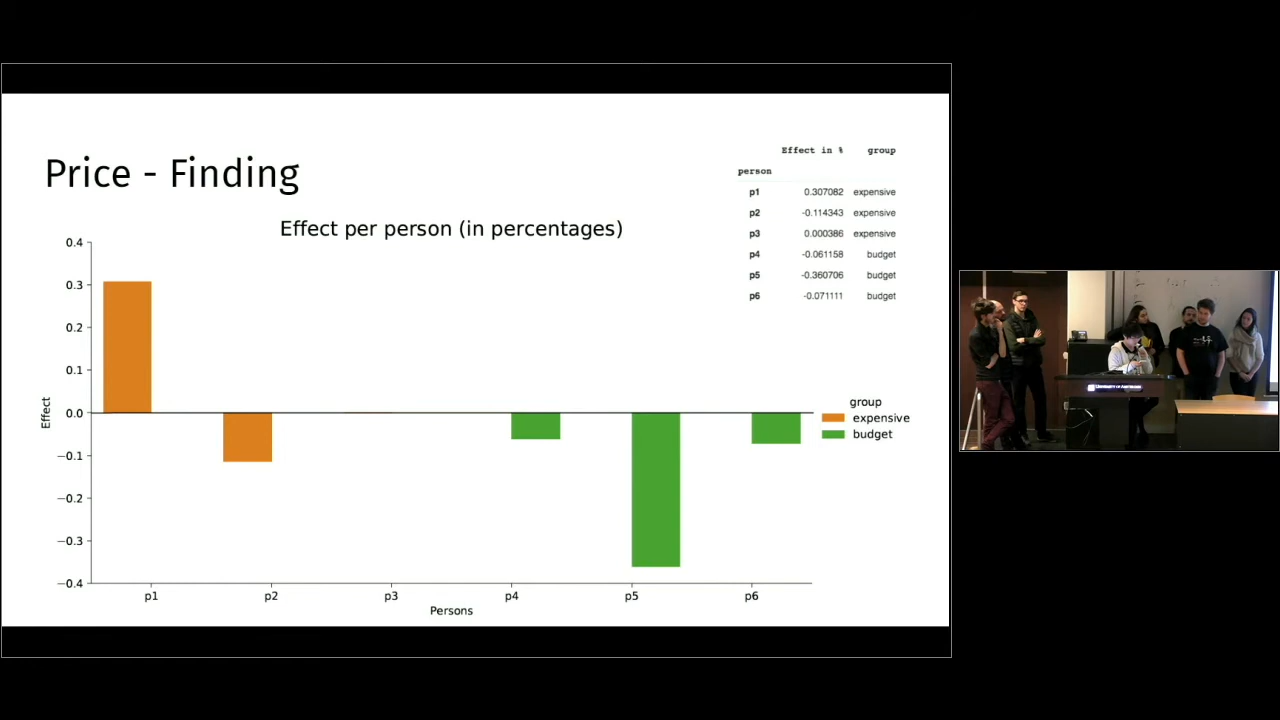 Price - Finding
Effect in % group
person
p1 0.307082 expensive
p2 -0.114343 expensive
p3 0.000386 expensive
p4 -0.061158 budget
p5 -0.360706 budget
p6 -0.071111 budget
Effect per person (in percentages)
0.4
0.3
0.2
0.1
0.0
−0.1
−0.2
−0.3
−0.4
Effect
p1 p2 p3 p4 p5 p6
Persons
group
expensive
budget
UNIVERSITY OF AMSTERDAM